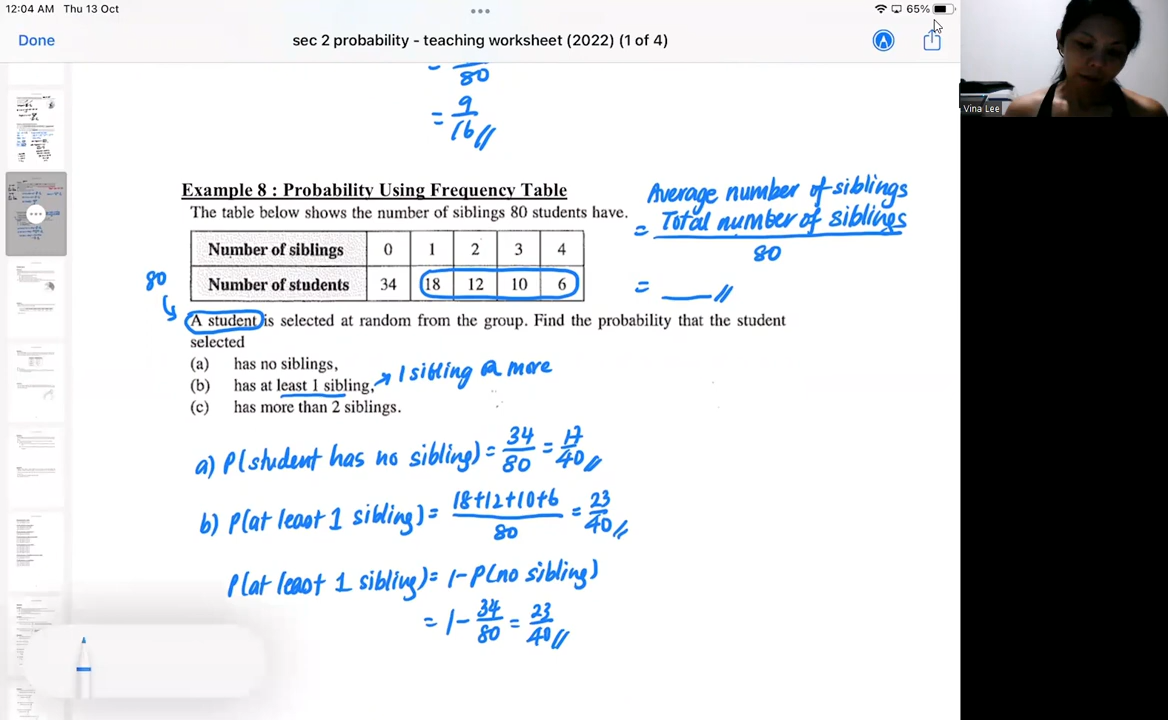 12:04 AM Thu 13 Oct
65%
Done
sec 2 probability - teaching worksheet (2022) (1 of 4)
Vina Lee
= 80
= 9/16 //
Example 8 : Probability Using Frequency Table
The table below shows the number of siblings 80 students have.
Number of siblings 0 1 2 3 4
Number of students 34 18 12 10 6
80
A student is selected at random from the group. Find the probability that the student
selected
(a) has no siblings,
(b) has at least 1 sibling, → 1 sibling or more
(c) has more than 2 siblings.
Average number of siblings
= Total number of siblings
80
= ___ //
a) P(student has no sibling) = 34/80 = 17/40 //
b) P(at least 1 sibling) = 18+12+10+6/80 = 23/40 //
P(at least 1 sibling) = 1-P(no sibling)
= 1 - 34/80 = 23/40 //